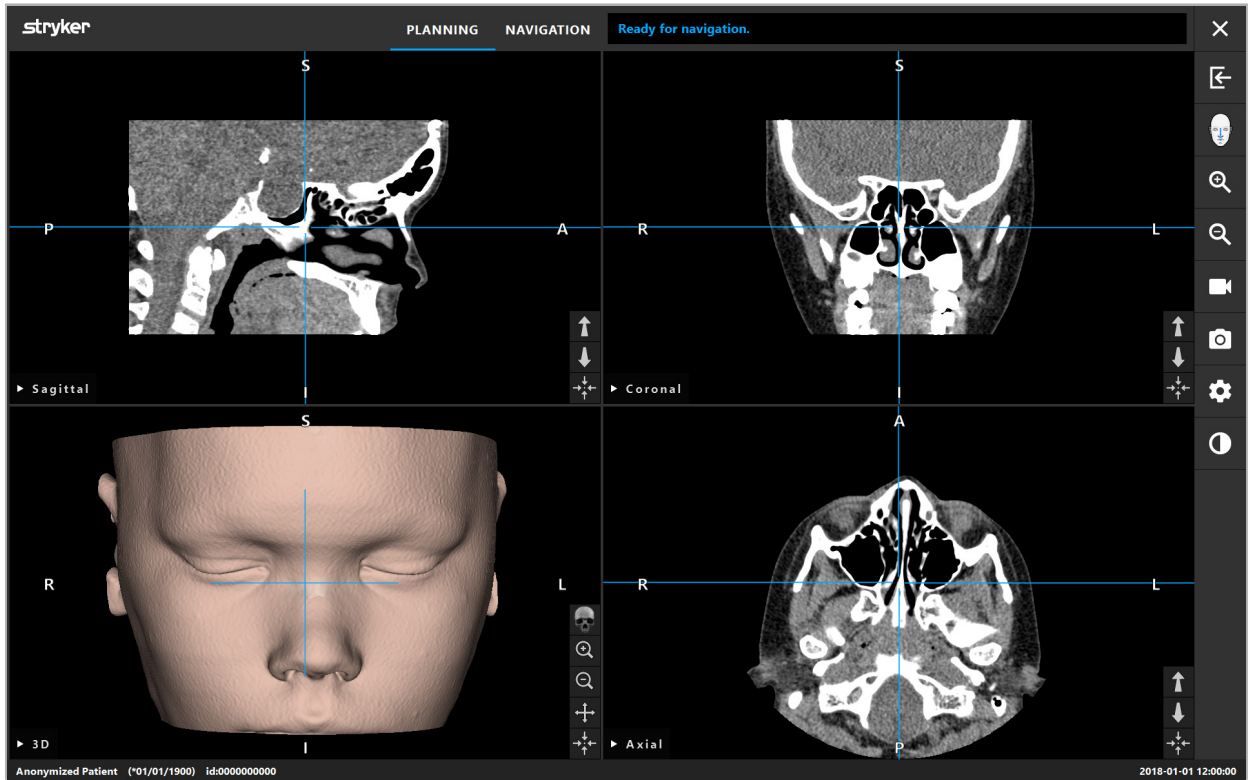 stryker
PLANNING
NAVIGATION
Ready for navigation.
S
P
A
I
Sagittal
S
R
L
I
Coronal
S
R
L
I
3D
A
R
L
P
Axial
Anonymized Patient (*01/01/1900) id:0000000000
2018-01-01 12:00:00